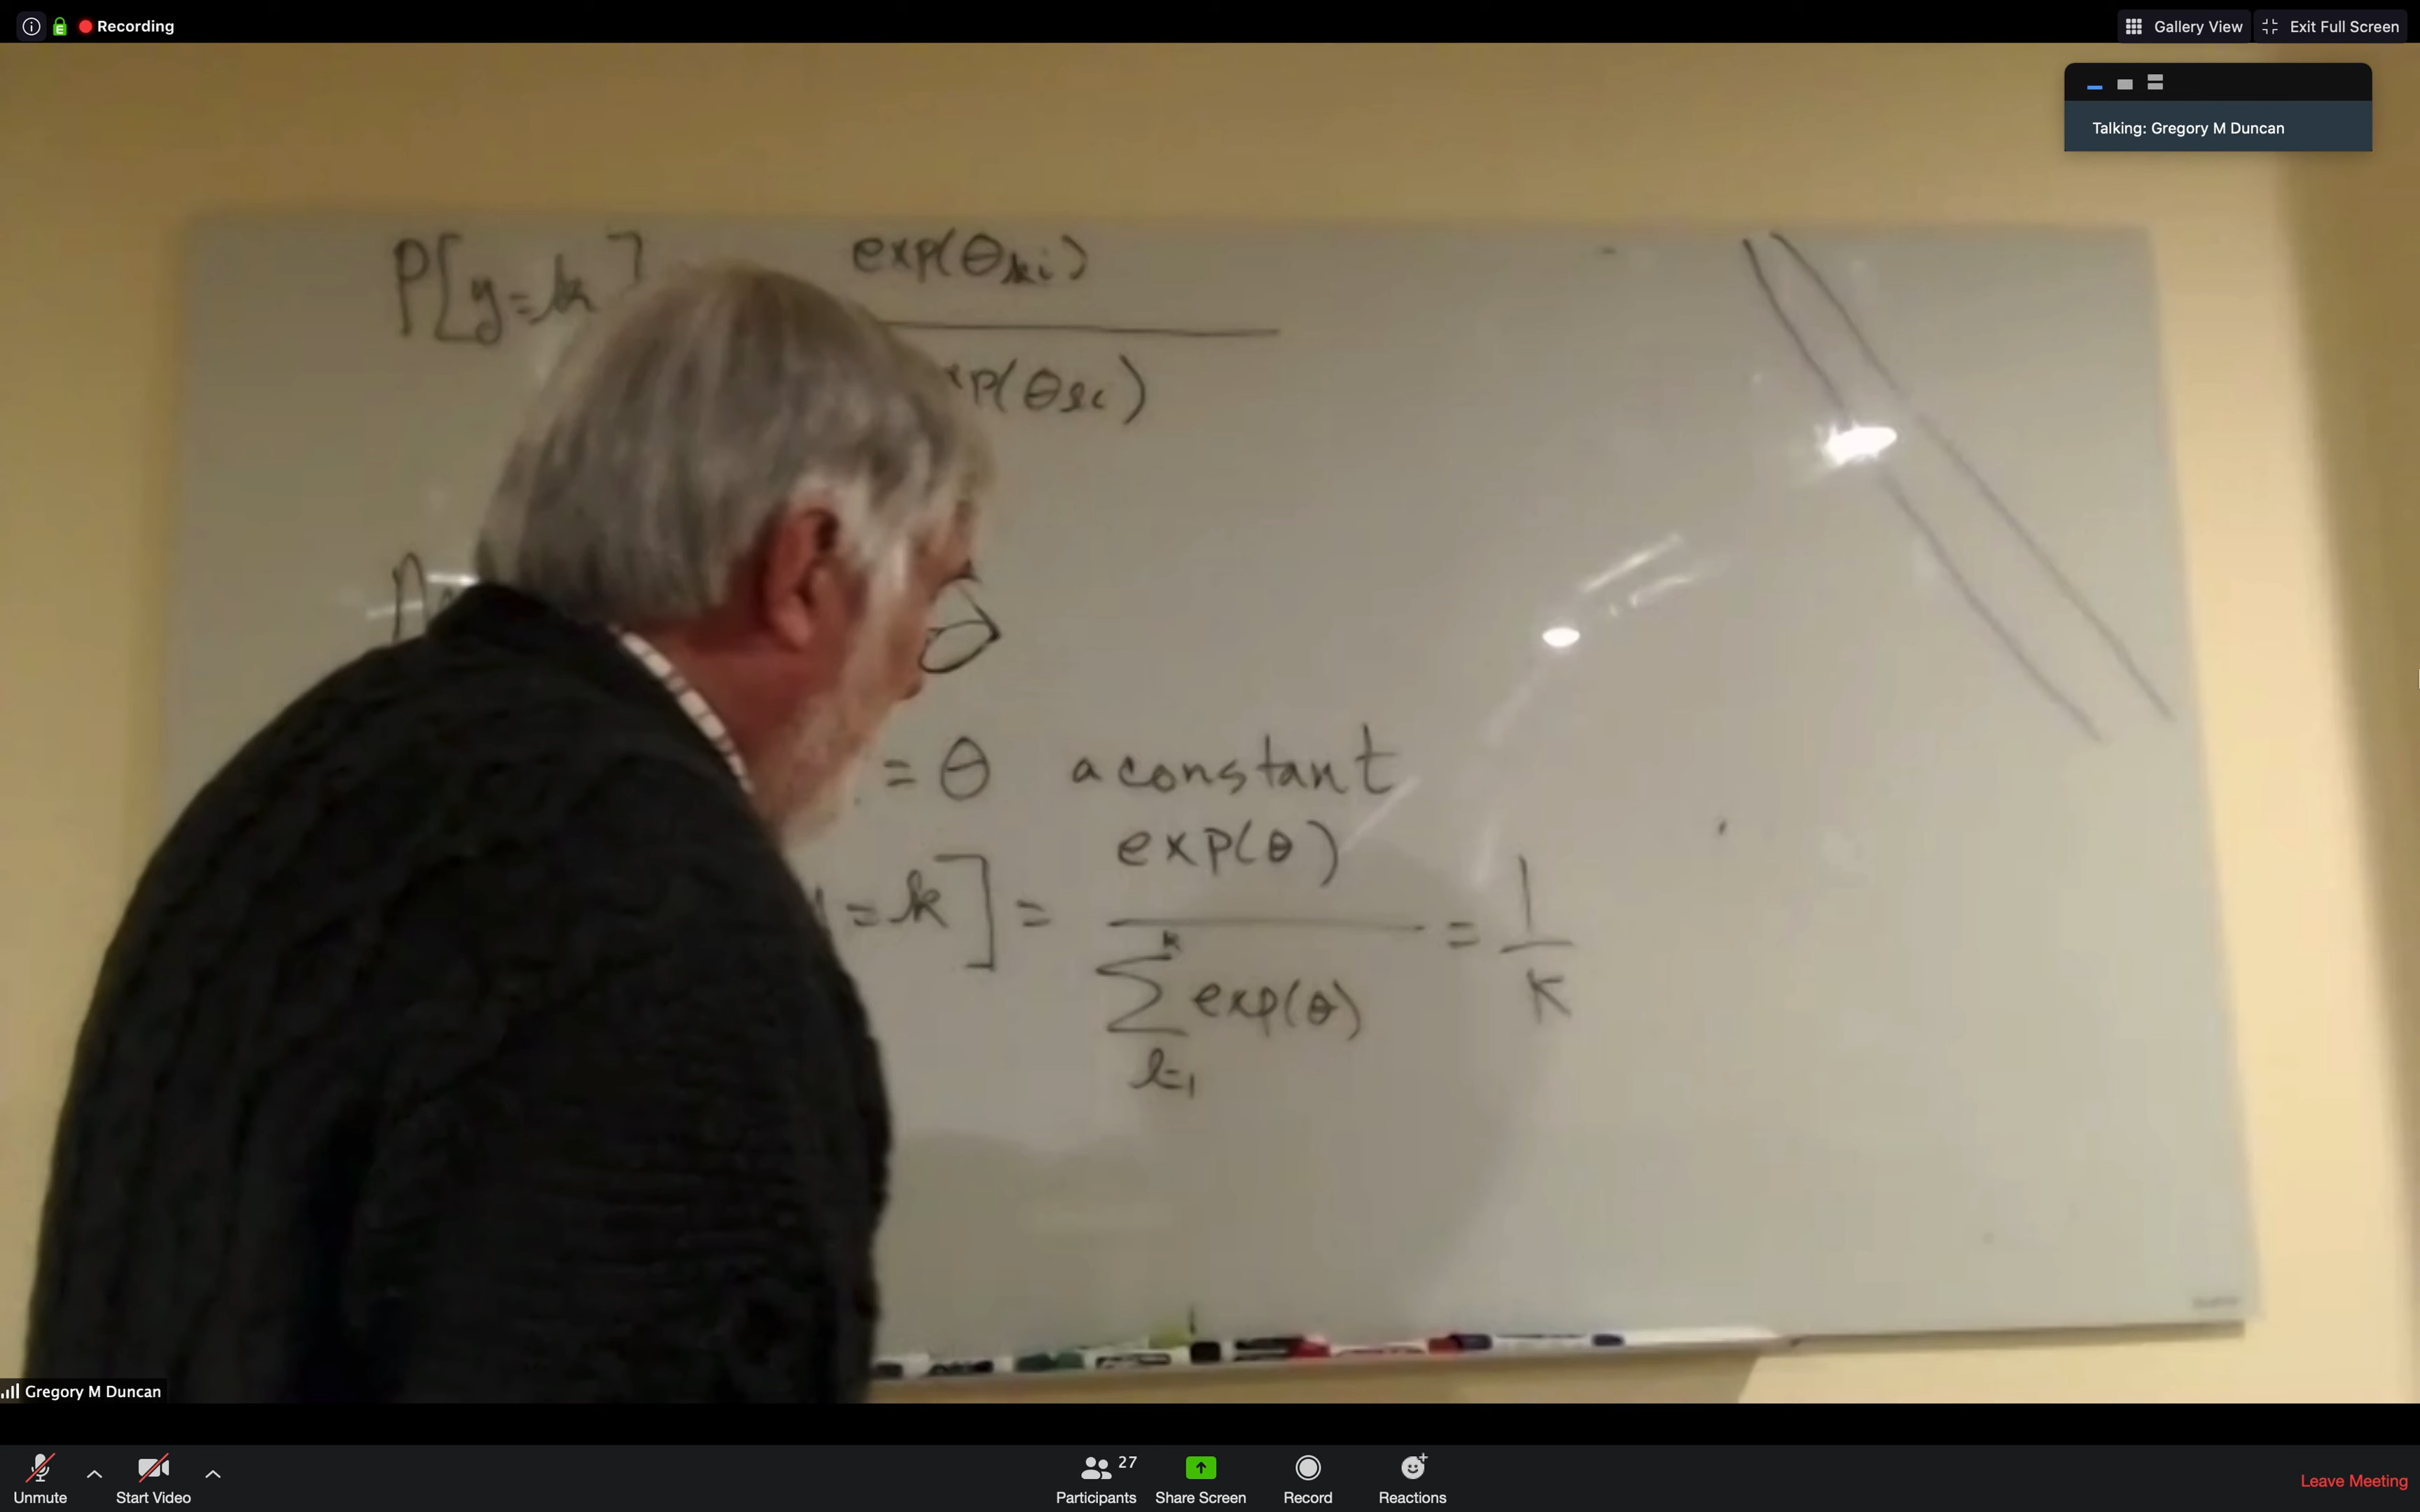 Recording
Gallery View
Exit Full Screen
Talking: Gregory M Duncan
P[y=k]
exp(θki)
xp(θli)
= θ a constant
exp(θ)
=k] = = 1
K
∑ exp(θ)
K
l=1
Gregory M Duncan
Unmute
Start Video
27
Participants
Share Screen
Record
Reactions
Leave Meeting